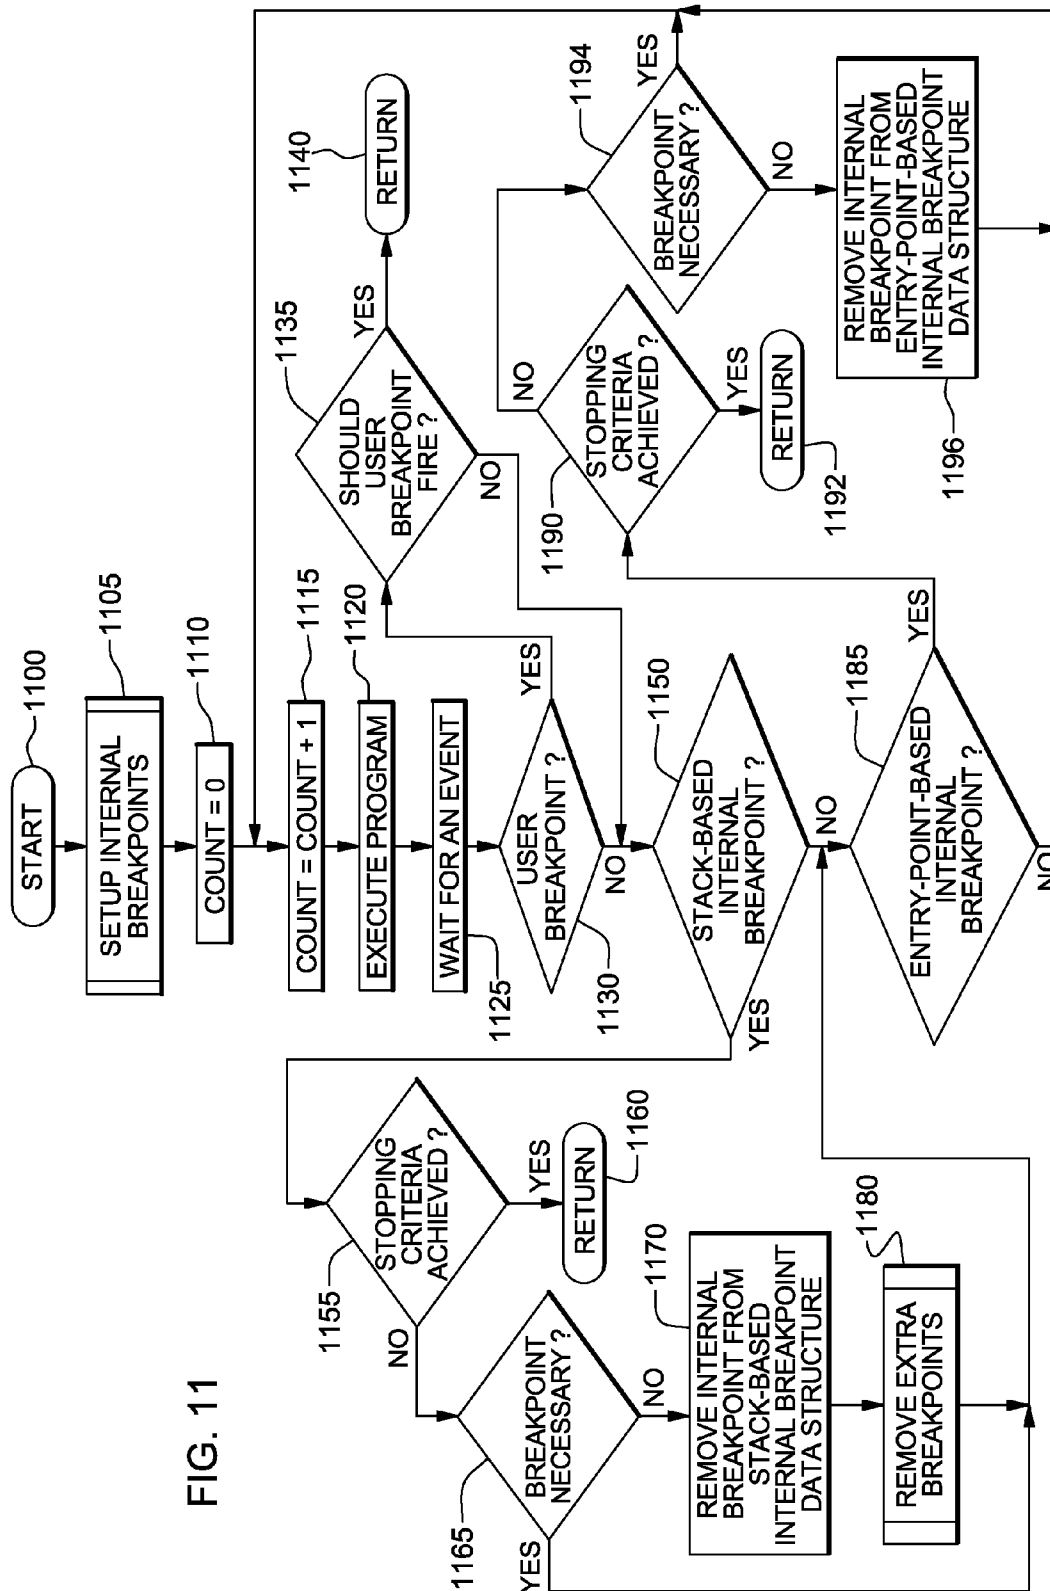 FIG. 11
START
1100
SETUP INTERNAL
BREAKPOINTS
1105
COUNT = 0
1110
COUNT = COUNT + 1
1115
EXECUTE PROGRAM
1120
WAIT FOR AN EVENT
1125
USER
BREAKPOINT ?
1130
YES
NO
SHOULD
USER
BREAKPOINT
FIRE ?
1135
YES
NO
RETURN
1140
STACK-BASED
INTERNAL
BREAKPOINT ?
1150
YES
NO
STOPPING
CRITERIA
ACHIEVED ?
1155
YES
NO
RETURN
1160
BREAKPOINT
NECESSARY ?
1165
YES
NO
REMOVE INTERNAL
BREAKPOINT FROM
STACK-BASED
INTERNAL BREAKPOINT
DATA STRUCTURE
1170
REMOVE EXTRA
BREAKPOINTS
1180
ENTRY-POINT-BASED
INTERNAL
BREAKPOINT ?
1185
YES
NO
STOPPING
CRITERIA
ACHIEVED ?
1190
NO
YES
RETURN
1192
BREAKPOINT
NECESSARY ?
1194
YES
NO
REMOVE INTERNAL
BREAKPOINT FROM
ENTRY-POINT-BASED
INTERNAL BREAKPOINT
DATA STRUCTURE
1196